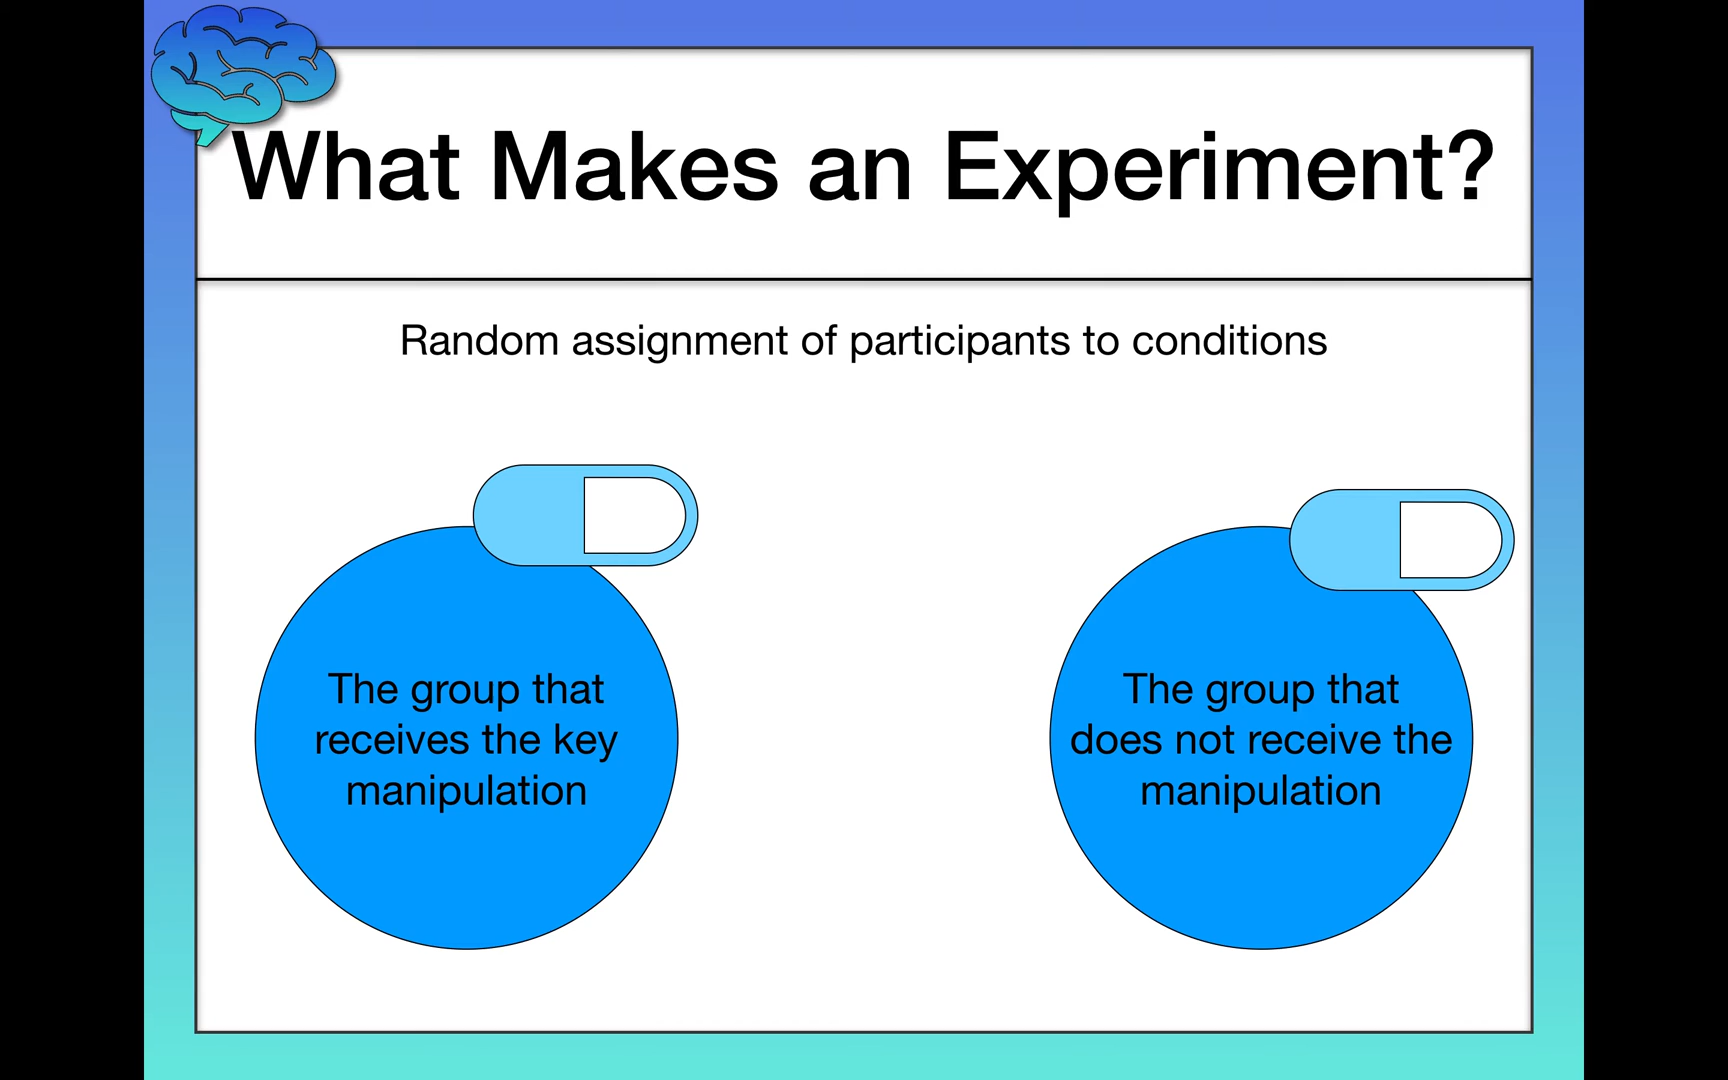 What Makes an Experiment?
Random assignment of participants to conditions
The group that
receives the key
manipulation
The group that
does not receive the
manipulation